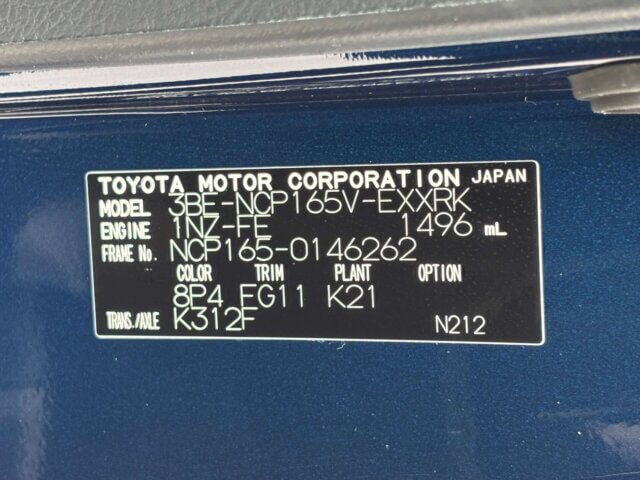 TOYOTA MOTOR CORPORATION JAPAN
MODEL 3BE-NCP165V-EXXRK
ENGINE 1NZ-FE 1496 mL
FRAME No. NCP165-0146262
COLOR TRIM PLANT OPTION
8P4 FG11 K21
TRANS./AXLE K312F N212